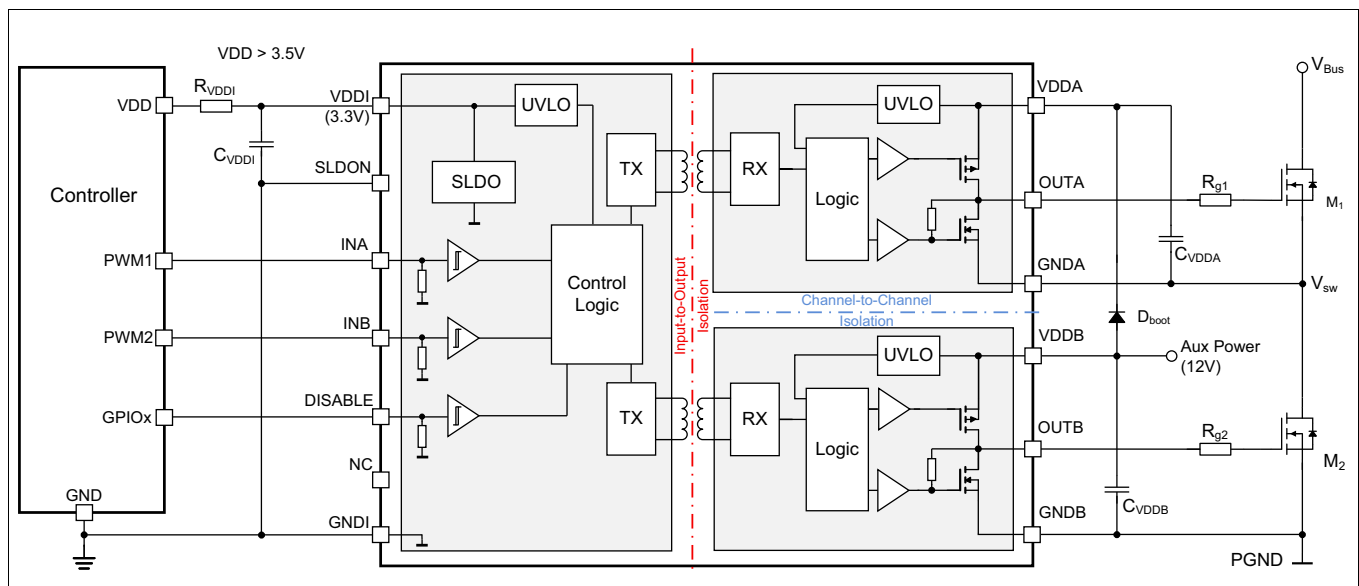 VDD > 3.5V
Controller
VDD
PWM1
PWM2
GPIOx
GND
RVDDI
CVDDI
VDDI
(3.3V)
SLDON
INA
INB
DISABLE
NC
GNDI
UVLO
SLDO
TX
Control
Logic
TX
Input-to-Output
Isolation
Channel-to-Channel
Isolation
UVLO
RX
Logic
UVLO
RX
Logic
VDDA
OUTA
GNDA
VDDB
OUTB
GNDB
CVDDA
Dboot
Aux Power
(12V)
CVDDB
Rg1
Rg2
VBus
M1
Vsw
M2
PGND